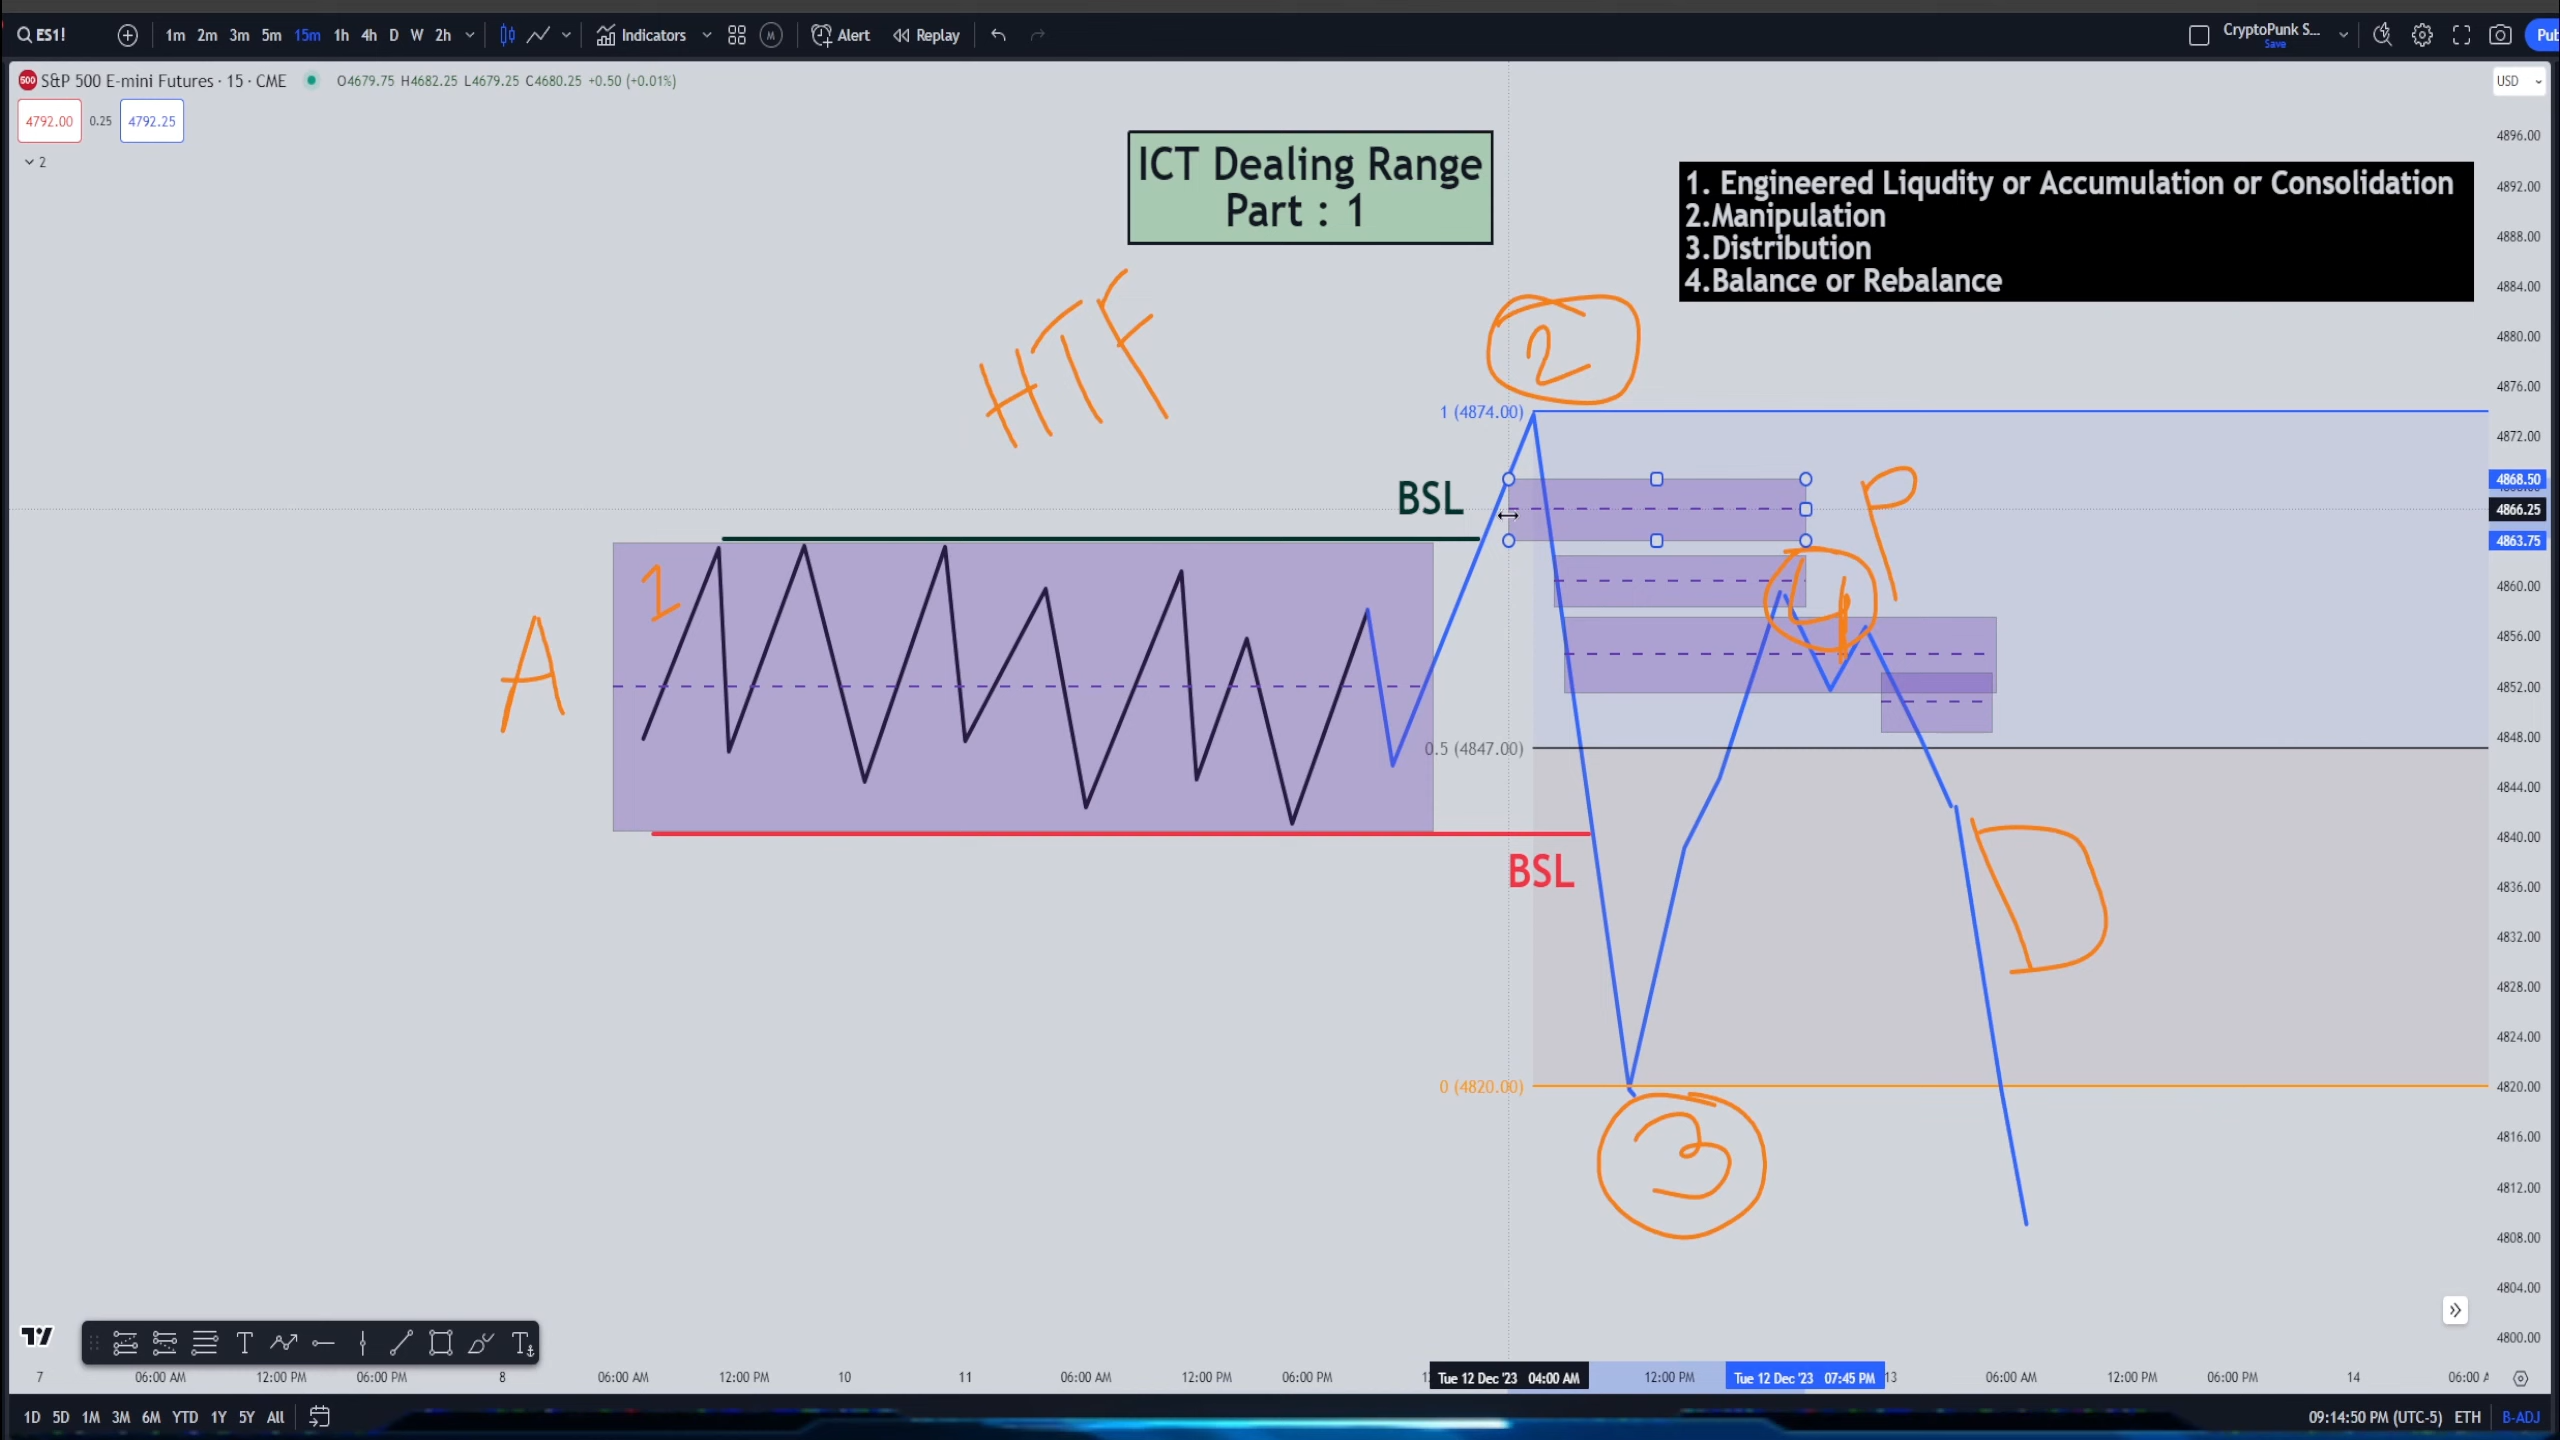 ES1!
1m 2m 3m 5m 15m 1h 4h D W 2h
Indicators
M
Alert
Replay
CryptoPunk S...
Save
Pub
500 S&P 500 E-mini Futures · 15 · CME
O4679.75 H4682.25 L4679.25 C4680.25 +0.50 (+0.01%)
USD
4792.00 0.25 4792.25
2
ICT Dealing Range
Part : 1
1. Engineered Liqudity or Accumulation or Consolidation
2.Manipulation
3.Distribution
4.Balance or Rebalance
HTF
2
1 (4874.00)
BSL
P
1
4
A
0.5 (4847.00)
BSL
D
0 (4820.00)
3
4896.00
4892.00
4888.00
4884.00
4880.00
4876.00
4872.00
4868.50
4866.25
4863.75
4860.00
4856.00
4852.00
4848.00
4844.00
4840.00
4836.00
4832.00
4828.00
4824.00
4820.00
4816.00
4812.00
4808.00
4804.00
4800.00
7 06:00 AM 12:00 PM 06:00 PM 8 06:00 AM 12:00 PM 10 11 06:00 AM 12:00 PM 06:00 PM Tue 12 Dec '23 04:00 AM 12:00 PM Tue 12 Dec '23 07:45 PM 13 06:00 AM 12:00 PM 06:00 PM 14 06:00 A
1D 5D 1M 3M 6M YTD 1Y 5Y All
09:14:50 PM (UTC-5) ETH B-ADJ